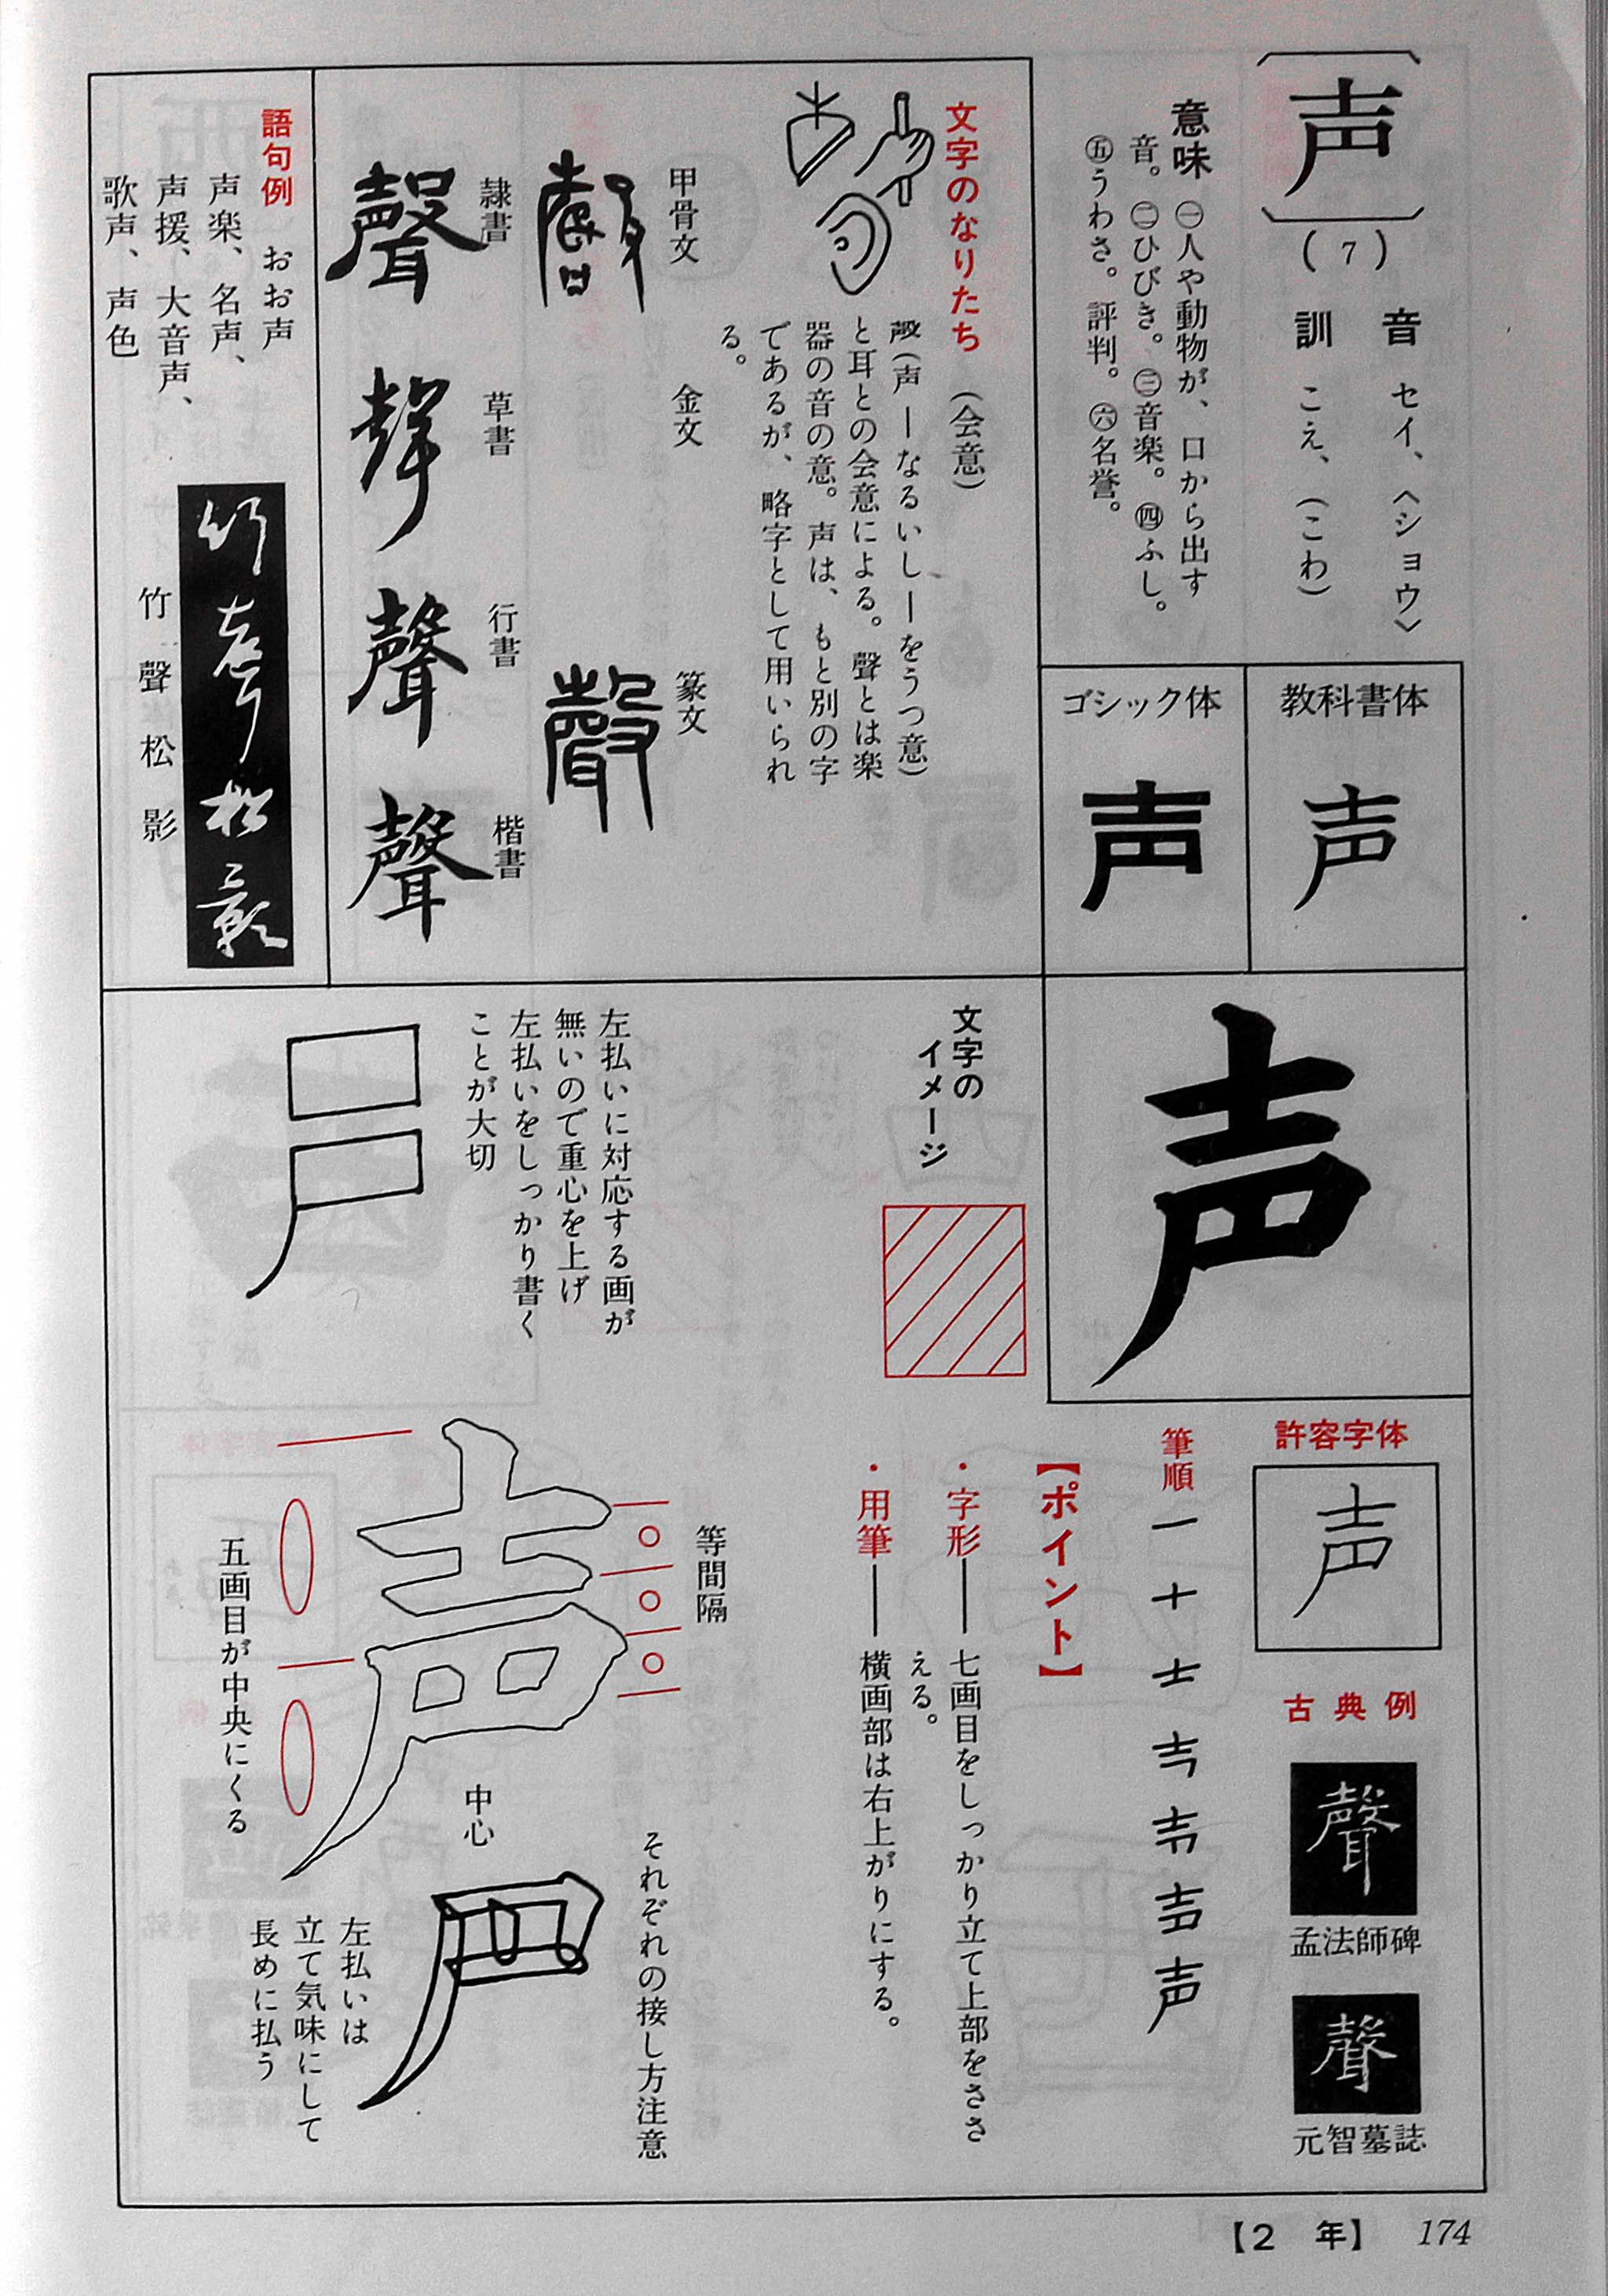 声
(7)
音 セイ、〈ショウ〉
訓 こえ、(こわ)
意味 ㊀人や動物が、口から出す
音。㊁ひびき。㊂音楽。㊃ふし。
㊄うわさ。評判。㊅名誉。
教科書体
声
ゴシック体
声
文字のなりたち (会意)
殸(声ーなるいしーをうつ意)
と耳との会意による。聲とは楽
器の音の意。声は、もと別の字
であるが、略字として用いられ
る。
甲骨文
金文
篆文
聲
隷書
聲
草書
聲
行書
聲
楷書
聲
語句例 おお声
声楽、名声、
声援、大音声、
歌声、声色
竹聲松影
竹聲松影
声
文字の
イメージ
左払いに対応する画が
無いので重心を上げ
左払いをしっかり書く
ことが大切
許容字体
声
古典例
聲
孟法師碑
聲
元智墓誌
筆順
声
【ポイント】
・字形──七画目をしっかり立て上部をささ
える。
・用筆──横画部は右上がりにする。
等間隔
声
五画目が中央にくる
中心
それぞれの接し方注意
左払いは
立て気味にして
長めに払う
【2 年】 174